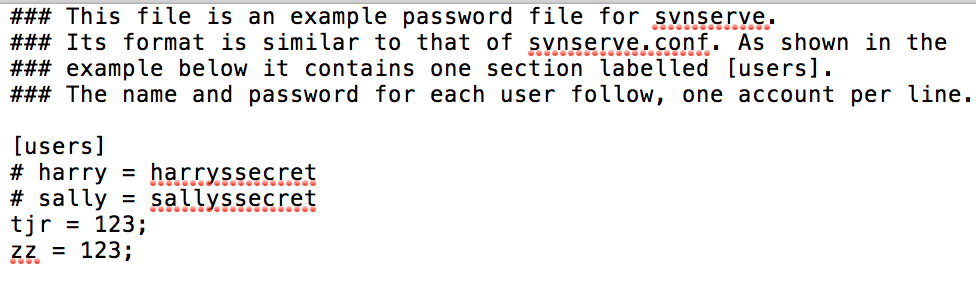 ### This file is an example password file for svnserve.
### Its format is similar to that of svnserve.conf. As shown in the
### example below it contains one section labelled [users].
### The name and password for each user follow, one account per line.
[users]
# harry = harryssecret
# sally = sallyssecret
tjr = 123;
zz = 123;